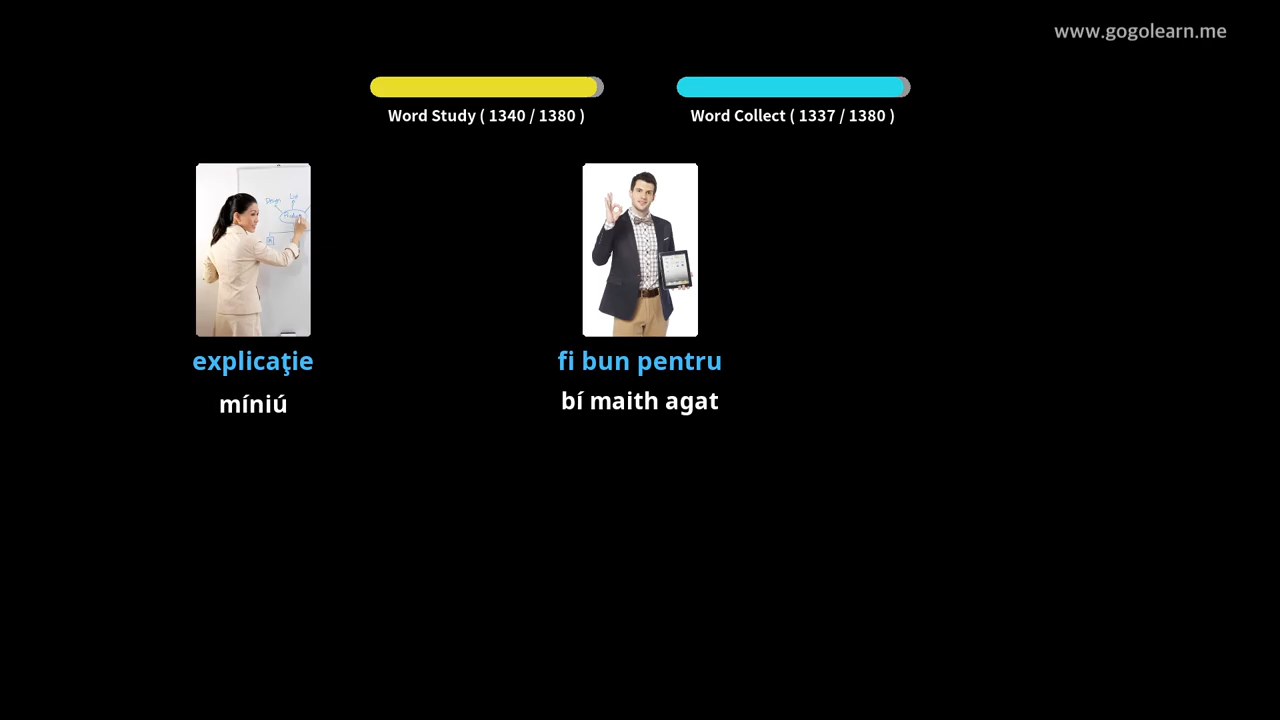 www.gogolearn.me
Word Study ( 1340 / 1380 )
Word Collect ( 1337 / 1380 )
explicaţie
fi bun pentru
míniú
bí maith agat